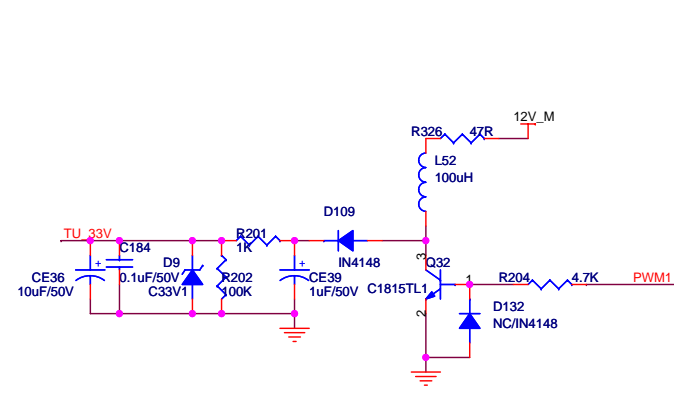 12V_M
R326 47R
L52
100uH
D109
TU_33V
R201
1K
C184
D9
IN4148
3
Q32
CE36
10uF/50V
0.1uF/50V
C33V1
R202
100K
CE39
1uF/50V
C1815TL1
1
R204
4.7K
PWM1
2
D132
NC/IN4148